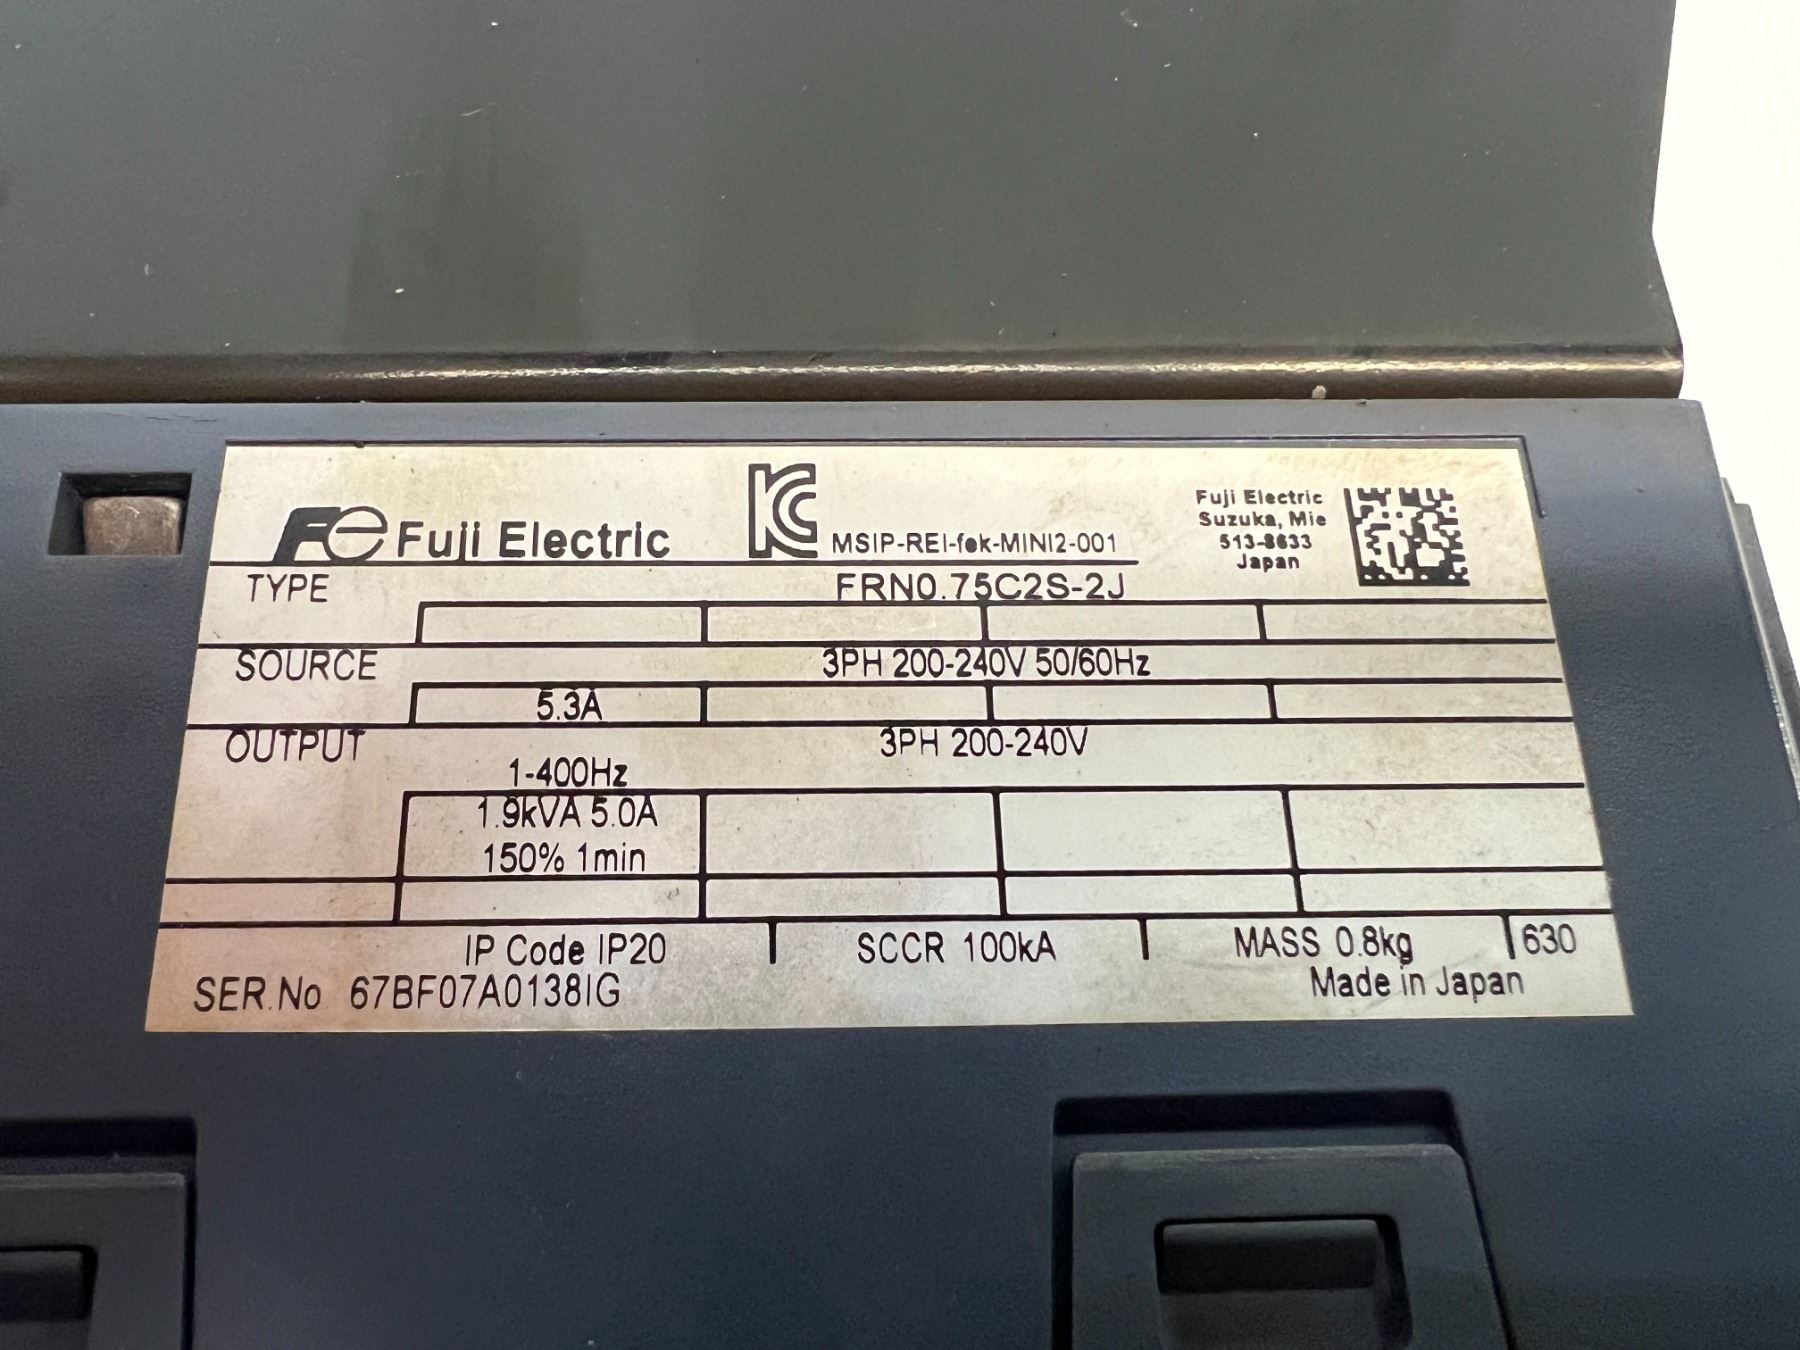 Fe Fuji Electric
KC MSIP-REI-fek-MINI2-001
Fuji Electric
Suzuka, Mie
513-8633
Japan
TYPE FRN0.75C2S-2J
SOURCE 3PH 200-240V 50/60Hz
5.3A
OUTPUT 3PH 200-240V
1-400Hz
1.9kVA 5.0A
150% 1min
IP Code IP20 SCCR 100kA MASS 0.8kg 630
SER.No 67BF07A0138IG Made in Japan